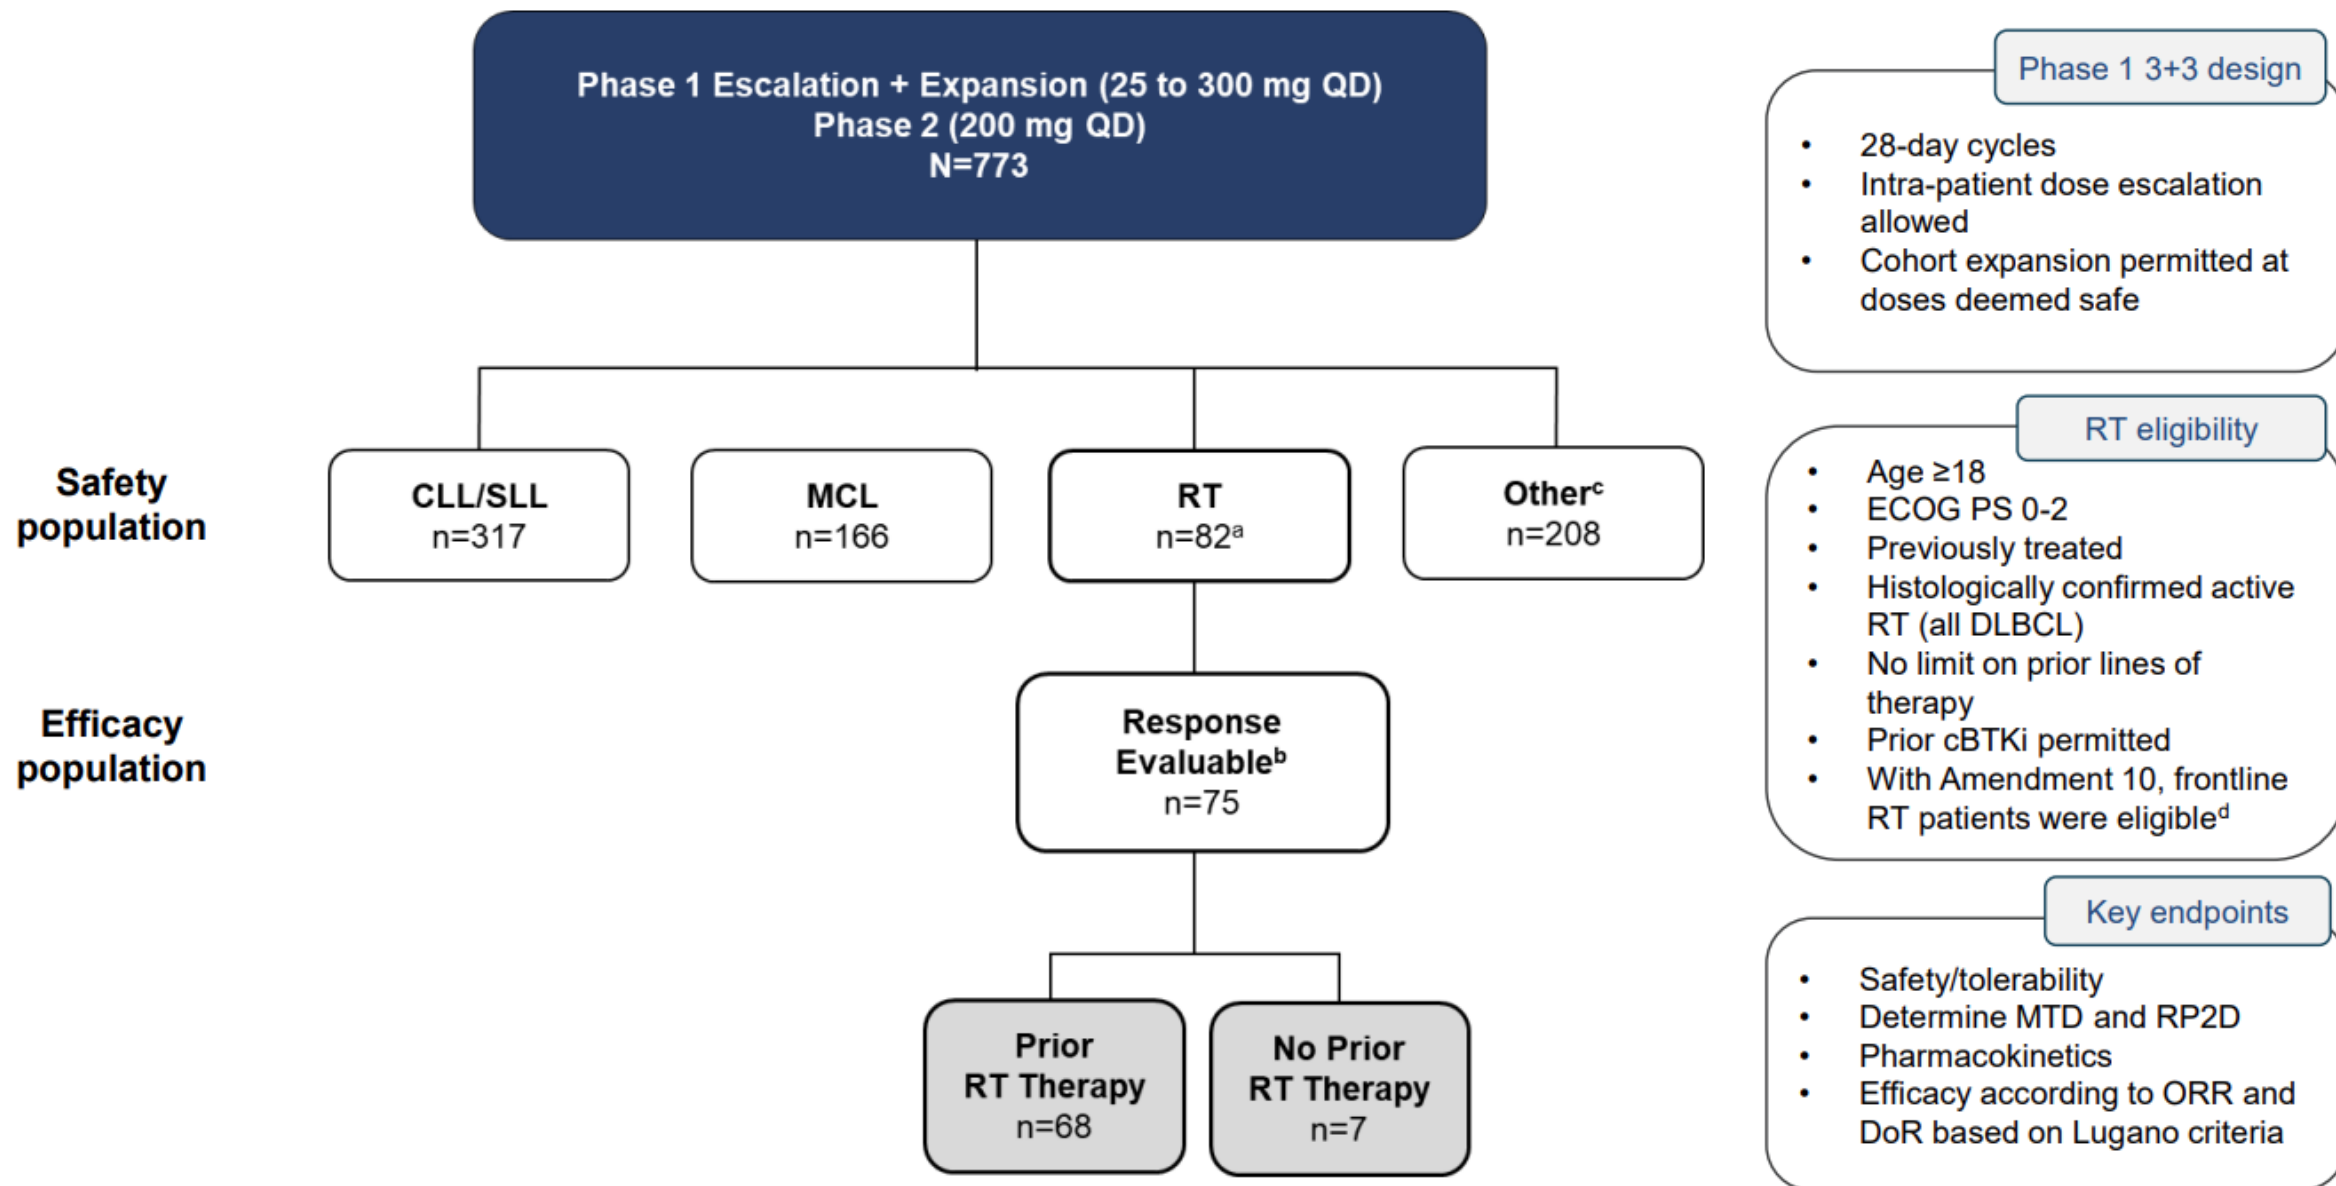 Phase 1 Escalation + Expansion (25 to 300 mg QD)
Phase 2 (200 mg QD)
N=773
Safety
population
CLL/SLL
n=317
MCL
n=166
RT
n=82ᵃ
Otherᶜ
n=208
Efficacy
population
Response
Evaluableᵇ
n=75
Prior
RT Therapy
n=68
No Prior
RT Therapy
n=7
Phase 1 3+3 design
• 28-day cycles
• Intra-patient dose escalation
allowed
• Cohort expansion permitted at
doses deemed safe
RT eligibility
• Age ≥18
• ECOG PS 0-2
• Previously treated
• Histologically confirmed active
RT (all DLBCL)
• No limit on prior lines of
therapy
• Prior cBTKi permitted
• With Amendment 10, frontline
RT patients were eligibleᵈ
Key endpoints
• Safety/tolerability
• Determine MTD and RP2D
• Pharmacokinetics
• Efficacy according to ORR and
DoR based on Lugano criteria